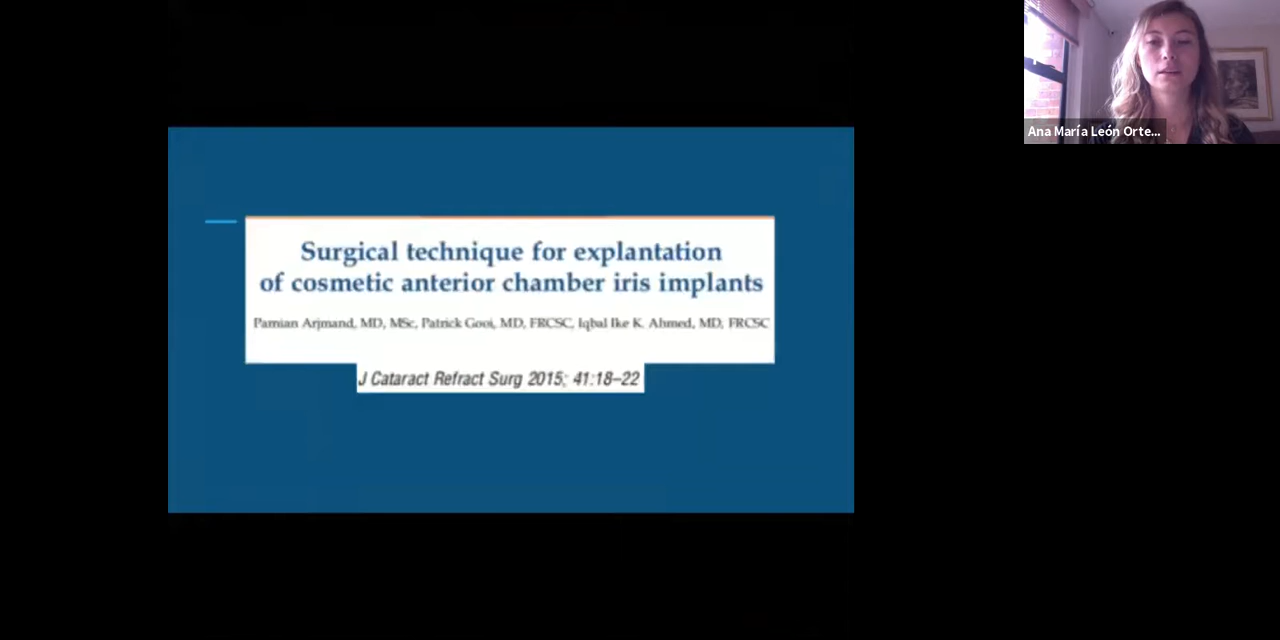 Surgical technique for explantation
of cosmetic anterior chamber iris implants
Parnian Arjmand, MD, MSc, Patrick Gooi, MD, FRCSC, Iqbal Ike K. Ahmed, MD, FRCSC
J Cataract Refract Surg 2015; 41:18–22
Ana María León Orte...